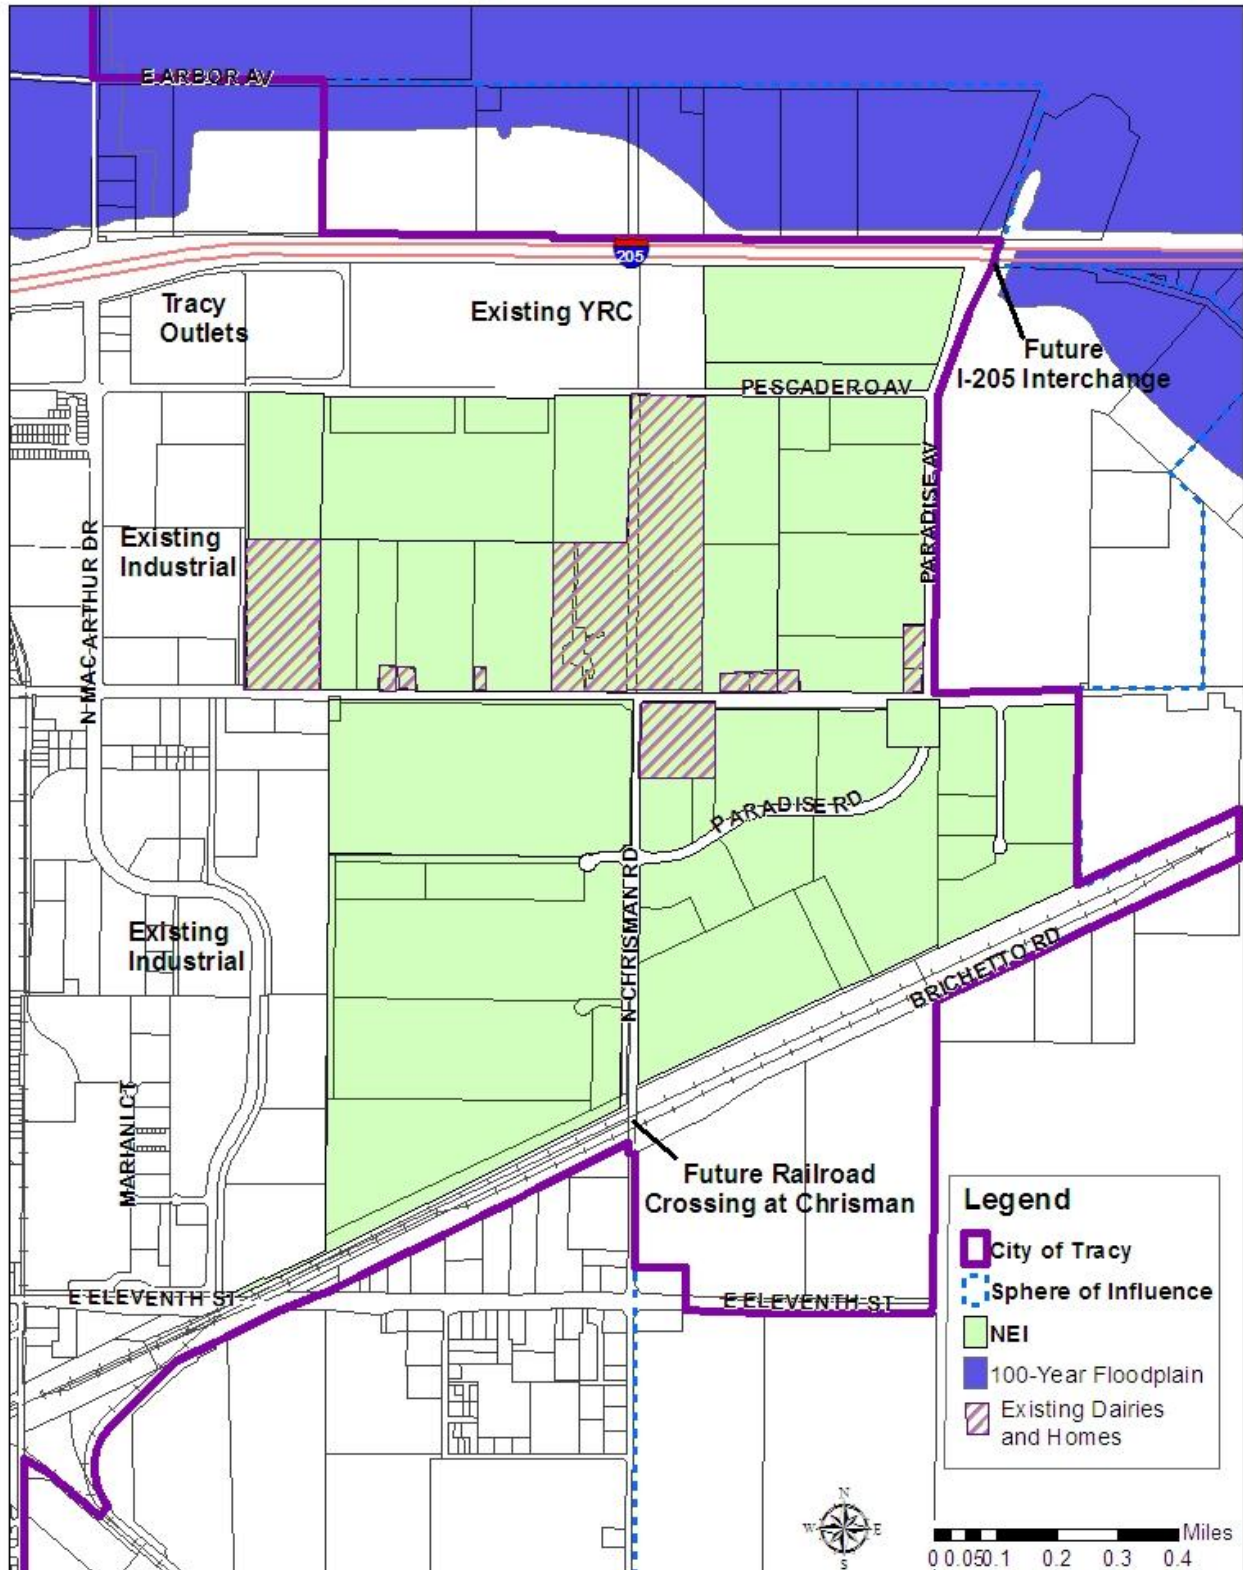 E ARBOR AV
205
Tracy
Outlets
Existing YRC
Future
I-205 Interchange
PESCADERO AV
PARADISE AV
N MACARTHUR DR
Existing
Industrial
PARADISE RD
N CHRISMAN RD
Existing
Industrial
BRICHETTO RD
MARIANI CT
Future Railroad
Crossing at Chrisman
E ELEVENTH ST
E ELEVENTH ST
Legend
City of Tracy
Sphere of Influence
NEI
100-Year Floodplain
Existing Dairies
and Homes
N
W E
S
Miles
0 0.05 0.1 0.2 0.3 0.4